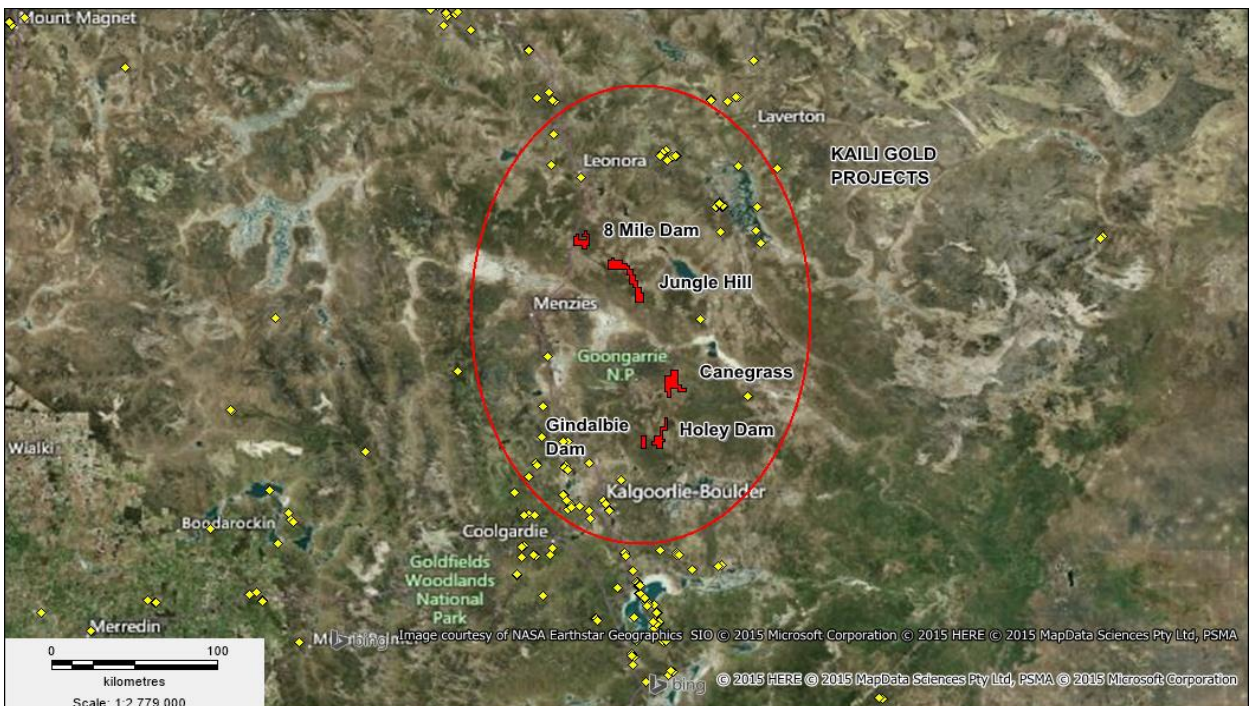 Mount Magnet
Laverton
KAILI GOLD
PROJECTS
Leonora
8 Mile Dam
Jungle Hill
Menzies
Goongarrie
N.P.
Canegrass
Gindalbie
Dam
Holey Dam
Wialki
Kalgoorlie-Boulder
Boodarockin
Coolgardie
Goldfields
Woodlands
National
Park
Merredin
bing
Image courtesy of NASA Earthstar Geographics SIO © 2015 Microsoft Corporation © 2015 HERE © 2015 MapData Sciences Pty Ltd, PSMA
0 100
kilometres
Scale: 1:2,779,000
bing
© 2015 HERE © 2015 MapData Sciences Pty Ltd, PSMA © 2015 Microsoft Corporation